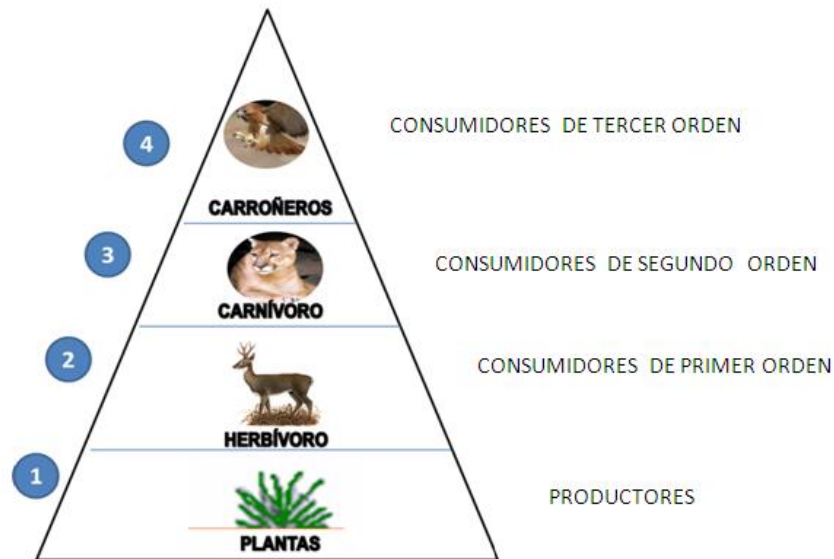 4
CONSUMIDORES DE TERCER ORDEN
CARROÑEROS
3
CONSUMIDORES DE SEGUNDO ORDEN
CARNÍVORO
2
CONSUMIDORES DE PRIMER ORDEN
HERBÍVORO
1
PRODUCTORES
PLANTAS